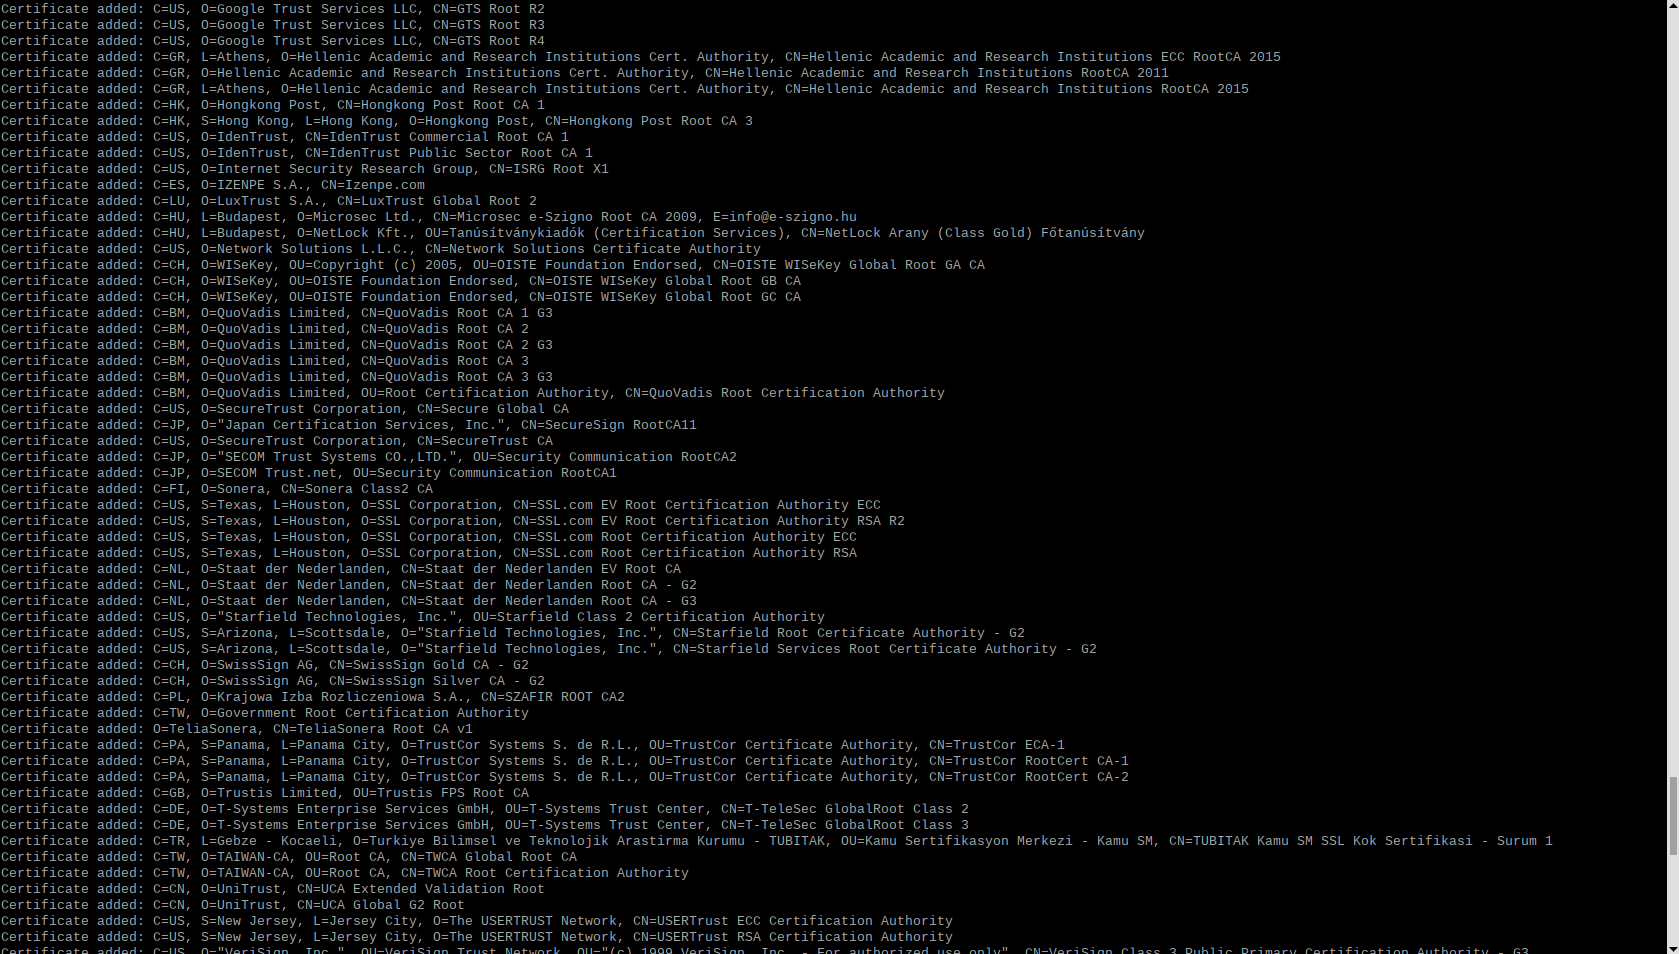 Certificate added: C=US, O=Google Trust Services LLC, CN=GTS Root R2
Certificate added: C=US, O=Google Trust Services LLC, CN=GTS Root R3
Certificate added: C=US, O=Google Trust Services LLC, CN=GTS Root R4
Certificate added: C=GR, L=Athens, O=Hellenic Academic and Research Institutions Cert. Authority, CN=Hellenic Academic and Research Institutions ECC RootCA 2015
Certificate added: C=GR, O=Hellenic Academic and Research Institutions Cert. Authority, CN=Hellenic Academic and Research Institutions RootCA 2011
Certificate added: C=GR, L=Athens, O=Hellenic Academic and Research Institutions Cert. Authority, CN=Hellenic Academic and Research Institutions RootCA 2015
Certificate added: C=HK, O=Hongkong Post, CN=Hongkong Post Root CA 1
Certificate added: C=HK, S=Hong Kong, L=Hong Kong, O=Hongkong Post, CN=Hongkong Post Root CA 3
Certificate added: C=US, O=IdenTrust, CN=IdenTrust Commercial Root CA 1
Certificate added: C=US, O=IdenTrust, CN=IdenTrust Public Sector Root CA 1
Certificate added: C=US, O=Internet Security Research Group, CN=ISRG Root X1
Certificate added: C=ES, O=IZENPE S.A., CN=Izenpe.com
Certificate added: C=LU, O=LuxTrust S.A., CN=LuxTrust Global Root 2
Certificate added: C=HU, L=Budapest, O=Microsec Ltd., CN=Microsec e-Szigno Root CA 2009, E=info@e-szigno.hu
Certificate added: C=HU, L=Budapest, O=NetLock Kft., OU=Tanúsítványkiadók (Certification Services), CN=NetLock Arany (Class Gold) Főtanúsítvány
Certificate added: C=US, O=Network Solutions L.L.C., CN=Network Solutions Certificate Authority
Certificate added: C=CH, O=WISeKey, OU=Copyright (c) 2005, OU=OISTE Foundation Endorsed, CN=OISTE WISeKey Global Root GA CA
Certificate added: C=CH, O=WISeKey, OU=OISTE Foundation Endorsed, CN=OISTE WISeKey Global Root GB CA
Certificate added: C=CH, O=WISeKey, OU=OISTE Foundation Endorsed, CN=OISTE WISeKey Global Root GC CA
Certificate added: C=BM, O=QuoVadis Limited, CN=QuoVadis Root CA 1 G3
Certificate added: C=BM, O=QuoVadis Limited, CN=QuoVadis Root CA 2
Certificate added: C=BM, O=QuoVadis Limited, CN=QuoVadis Root CA 2 G3
Certificate added: C=BM, O=QuoVadis Limited, CN=QuoVadis Root CA 3
Certificate added: C=BM, O=QuoVadis Limited, CN=QuoVadis Root CA 3 G3
Certificate added: C=BM, O=QuoVadis Limited, OU=Root Certification Authority, CN=QuoVadis Root Certification Authority
Certificate added: C=US, O=SecureTrust Corporation, CN=Secure Global CA
Certificate added: C=JP, O="Japan Certification Services, Inc.", CN=SecureSign RootCA11
Certificate added: C=US, O=SecureTrust Corporation, CN=SecureTrust CA
Certificate added: C=JP, O="SECOM Trust Systems CO.,LTD.", OU=Security Communication RootCA2
Certificate added: C=JP, O=SECOM Trust.net, OU=Security Communication RootCA1
Certificate added: C=FI, O=Sonera, CN=Sonera Class2 CA
Certificate added: C=US, S=Texas, L=Houston, O=SSL Corporation, CN=SSL.com EV Root Certification Authority ECC
Certificate added: C=US, S=Texas, L=Houston, O=SSL Corporation, CN=SSL.com EV Root Certification Authority RSA R2
Certificate added: C=US, S=Texas, L=Houston, O=SSL Corporation, CN=SSL.com Root Certification Authority ECC
Certificate added: C=US, S=Texas, L=Houston, O=SSL Corporation, CN=SSL.com Root Certification Authority RSA
Certificate added: C=NL, O=Staat der Nederlanden, CN=Staat der Nederlanden EV Root CA
Certificate added: C=NL, O=Staat der Nederlanden, CN=Staat der Nederlanden Root CA - G2
Certificate added: C=NL, O=Staat der Nederlanden, CN=Staat der Nederlanden Root CA - G3
Certificate added: C=US, O="Starfield Technologies, Inc.", OU=Starfield Class 2 Certification Authority
Certificate added: C=US, S=Arizona, L=Scottsdale, O="Starfield Technologies, Inc.", CN=Starfield Root Certificate Authority - G2
Certificate added: C=US, S=Arizona, L=Scottsdale, O="Starfield Technologies, Inc.", CN=Starfield Services Root Certificate Authority - G2
Certificate added: C=CH, O=SwissSign AG, CN=SwissSign Gold CA - G2
Certificate added: C=CH, O=SwissSign AG, CN=SwissSign Silver CA - G2
Certificate added: C=PL, O=Krajowa Izba Rozliczeniowa S.A., CN=SZAFIR ROOT CA2
Certificate added: C=TW, O=Government Root Certification Authority
Certificate added: O=TeliaSonera, CN=TeliaSonera Root CA v1
Certificate added: C=PA, S=Panama, L=Panama City, O=TrustCor Systems S. de R.L., OU=TrustCor Certificate Authority, CN=TrustCor ECA-1
Certificate added: C=PA, S=Panama, L=Panama City, O=TrustCor Systems S. de R.L., OU=TrustCor Certificate Authority, CN=TrustCor RootCert CA-1
Certificate added: C=PA, S=Panama, L=Panama City, O=TrustCor Systems S. de R.L., OU=TrustCor Certificate Authority, CN=TrustCor RootCert CA-2
Certificate added: C=GB, O=Trustis Limited, OU=Trustis FPS Root CA
Certificate added: C=DE, O=T-Systems Enterprise Services GmbH, OU=T-Systems Trust Center, CN=T-TeleSec GlobalRoot Class 2
Certificate added: C=DE, O=T-Systems Enterprise Services GmbH, OU=T-Systems Trust Center, CN=T-TeleSec GlobalRoot Class 3
Certificate added: C=TR, L=Gebze - Kocaeli, O=Turkiye Bilimsel ve Teknolojik Arastirma Kurumu - TUBITAK, OU=Kamu Sertifikasyon Merkezi - Kamu SM, CN=TUBITAK Kamu SM SSL Kok Sertifikasi - Surum 1
Certificate added: C=TW, O=TAIWAN-CA, OU=Root CA, CN=TWCA Global Root CA
Certificate added: C=TW, O=TAIWAN-CA, OU=Root CA, CN=TWCA Root Certification Authority
Certificate added: C=CN, O=UniTrust, CN=UCA Extended Validation Root
Certificate added: C=CN, O=UniTrust, CN=UCA Global G2 Root
Certificate added: C=US, S=New Jersey, L=Jersey City, O=The USERTRUST Network, CN=USERTrust ECC Certification Authority
Certificate added: C=US, S=New Jersey, L=Jersey City, O=The USERTRUST Network, CN=USERTrust RSA Certification Authority
Certificate added: C=US, O="VeriSign, Inc.", OU=VeriSign Trust Network, OU="(c) 1999 VeriSign, Inc. - For authorized use only", CN=VeriSign Class 3 Public Primary Certification Authority - G3